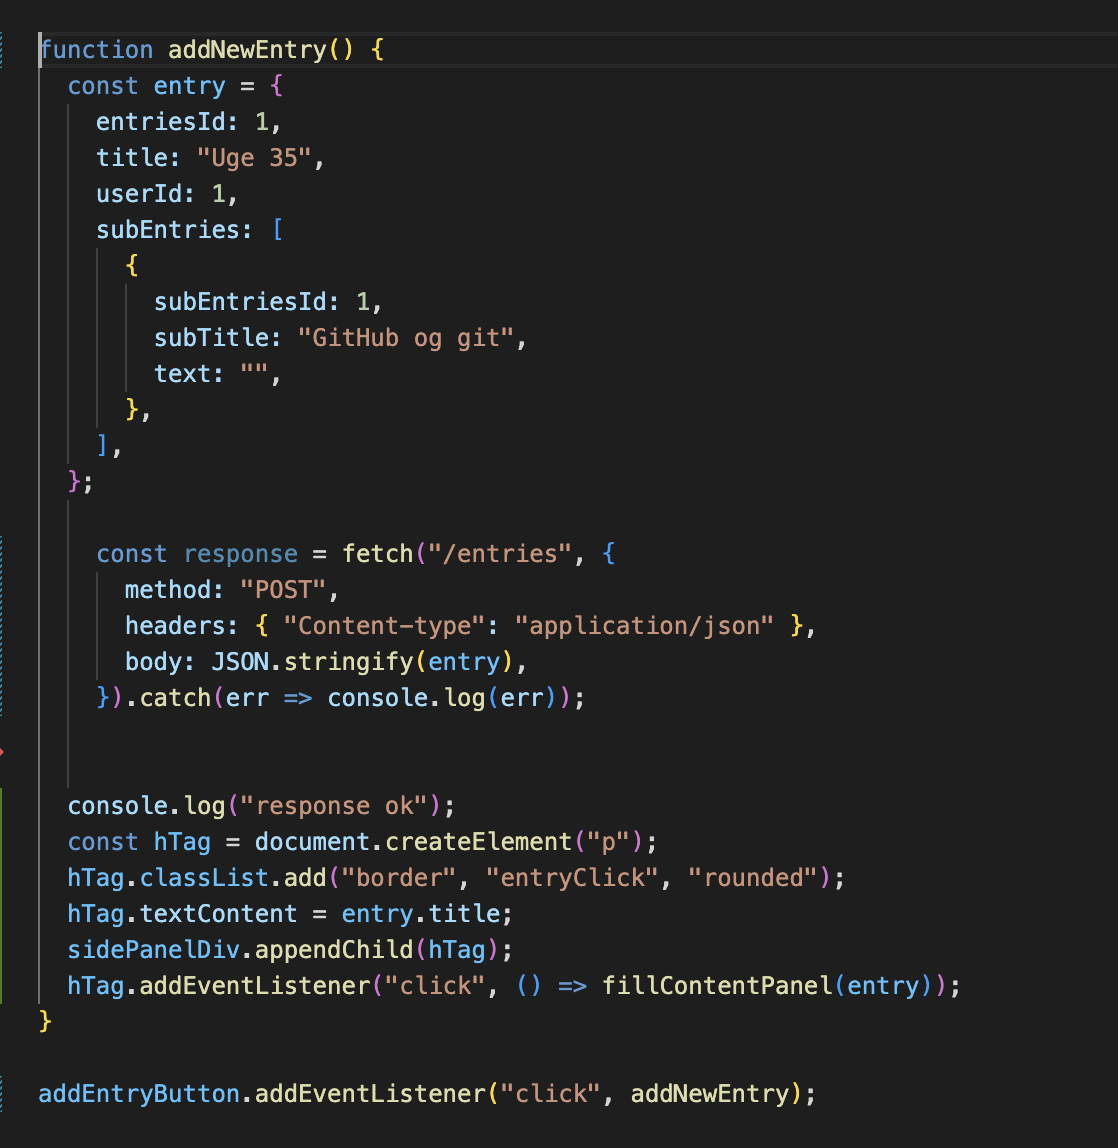 function addNewEntry() {
  const entry = {
    entriesId: 1,
    title: "Uge 35",
    userId: 1,
    subEntries: [
      {
        subEntriesId: 1,
        subTitle: "GitHub og git",
        text: "",
      },
    ],
  };

    const response = fetch("/entries", {
      method: "POST",
      headers: { "Content-type": "application/json" },
      body: JSON.stringify(entry),
    }).catch(err => console.log(err));


  console.log("response ok");
  const hTag = document.createElement("p");
  hTag.classList.add("border", "entryClick", "rounded");
  hTag.textContent = entry.title;
  sidePanelDiv.appendChild(hTag);
  hTag.addEventListener("click", () => fillContentPanel(entry));
}

addEntryButton.addEventListener("click", addNewEntry);